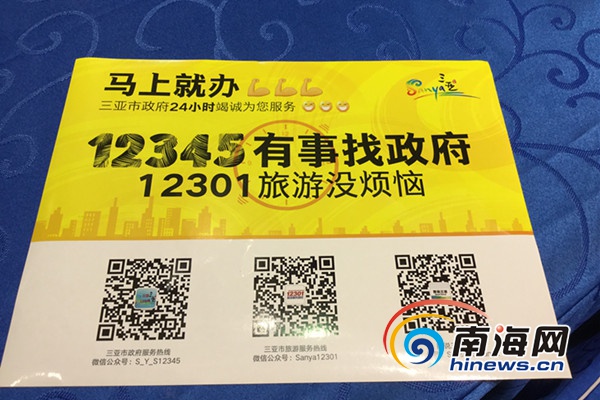 马上就办
三亚市政府24小时竭诚为您服务
三亚
Sanya
12345有事找政府
12301旅游没烦恼
12301
三亚市政府服务热线
微信公众号：S_Y_S12345
三亚市旅游服务热线
微信公众号：Sanya12301
南海网
hinews.cn